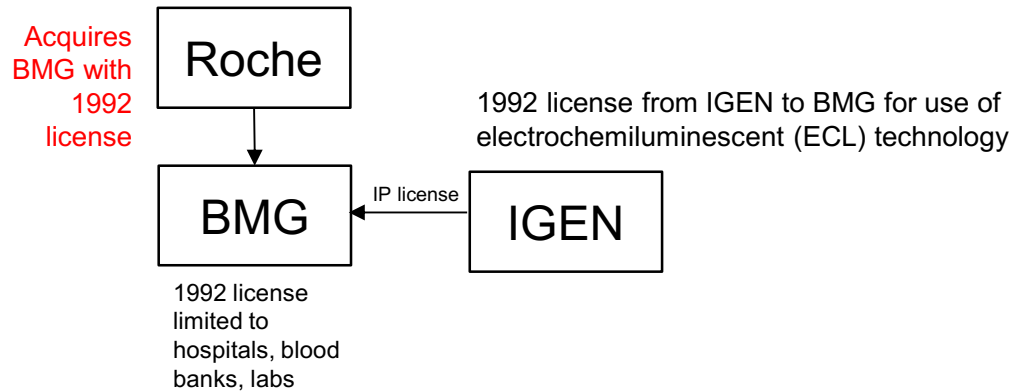 Acquires
BMG with
1992
license
Roche
1992 license from IGEN to BMG for use of
electrochemiluminescent (ECL) technology
BMG
IP license
IGEN
1992 license
limited to
hospitals, blood
banks, labs